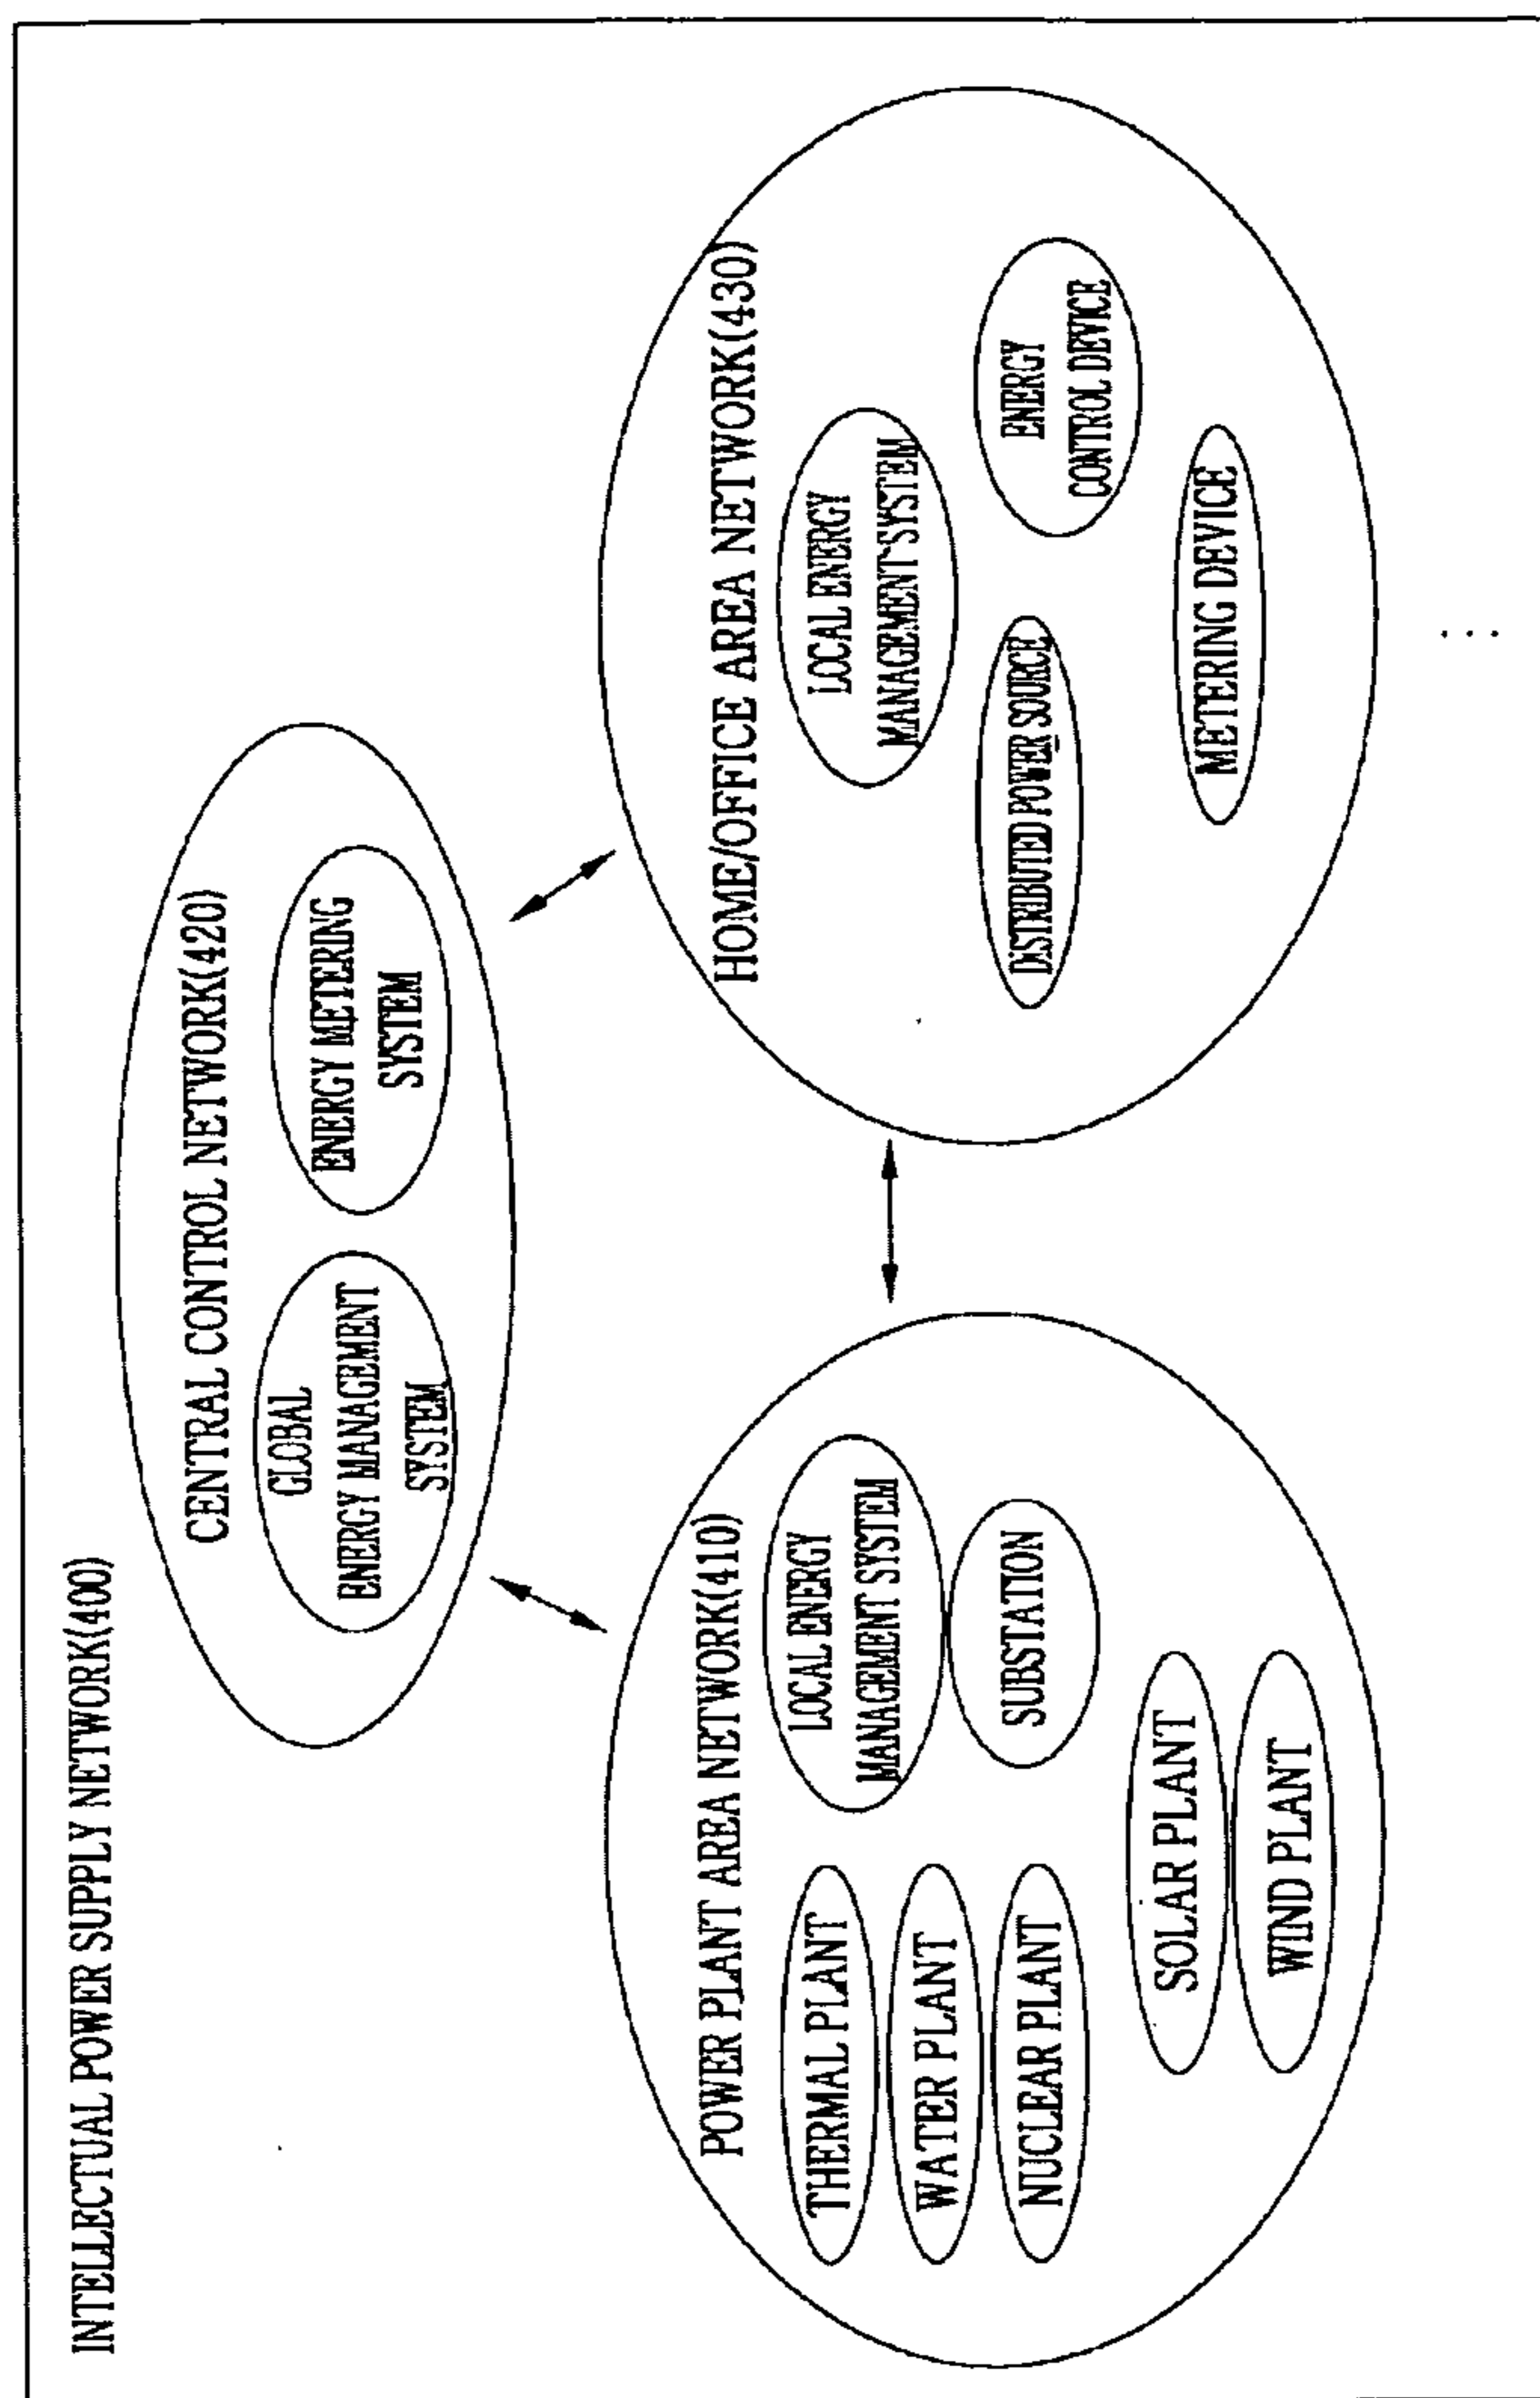 INTELLECTUAL POWER SUPPLY NETWORK(400)
CENTRAL CONTROL NETWORK(420)
GLOBAL
ENERGY MANAGEMENT
SYSTEM
ENERGY METERING
SYSTEM
POWER PLANT AREA NETWORK(410)
THERMAL PLANT
WATER PLANT
NUCLEAR PLANT
LOCAL ENERGY
MANAGEMENT SYSTEM
SUBSTATION
SOLAR PLANT
WIND PLANT
HOME/OFFICE AREA NETWORK(430)
LOCAL ENERGY
MANAGEMENT SYSTEM
DISTRIBUTED POWER SOURCE
ENERGY
CONTROL DEVICE
METERING DEVICE
...